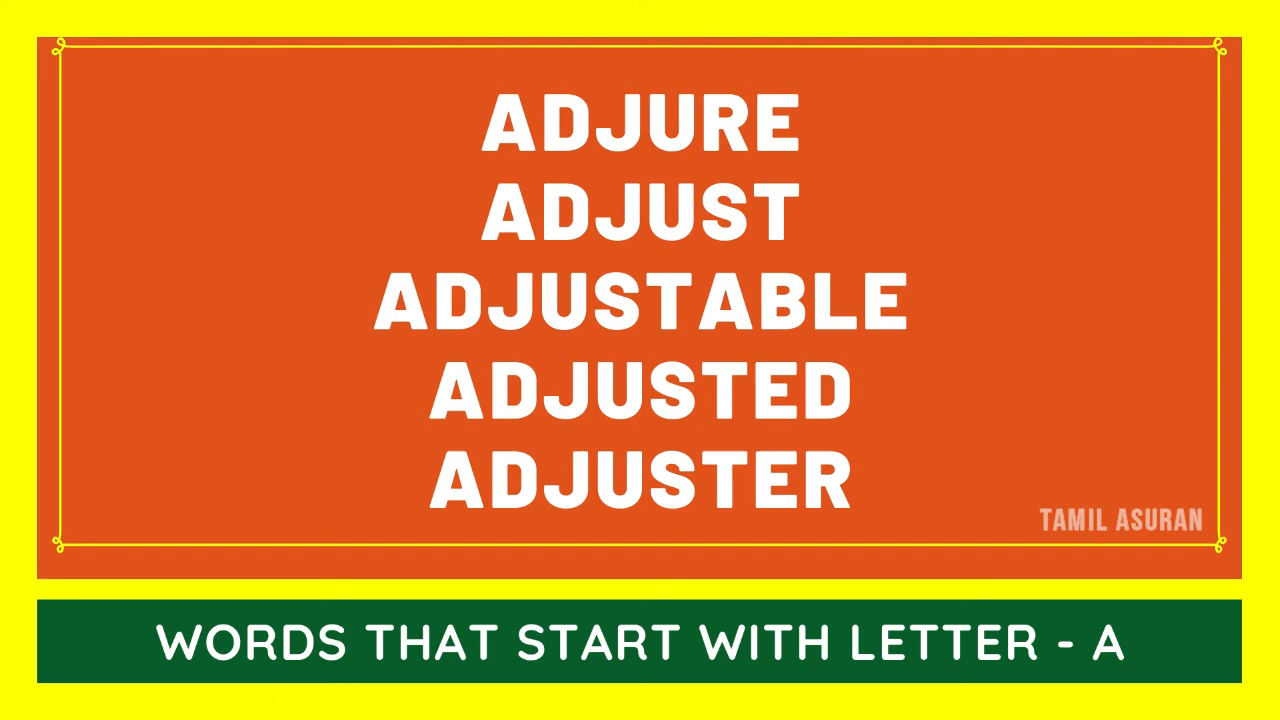 ADJURE
ADJUST
ADJUSTABLE
ADJUSTED
ADJUSTER
TAMIL ASURAN
WORDS THAT START WITH LETTER - A